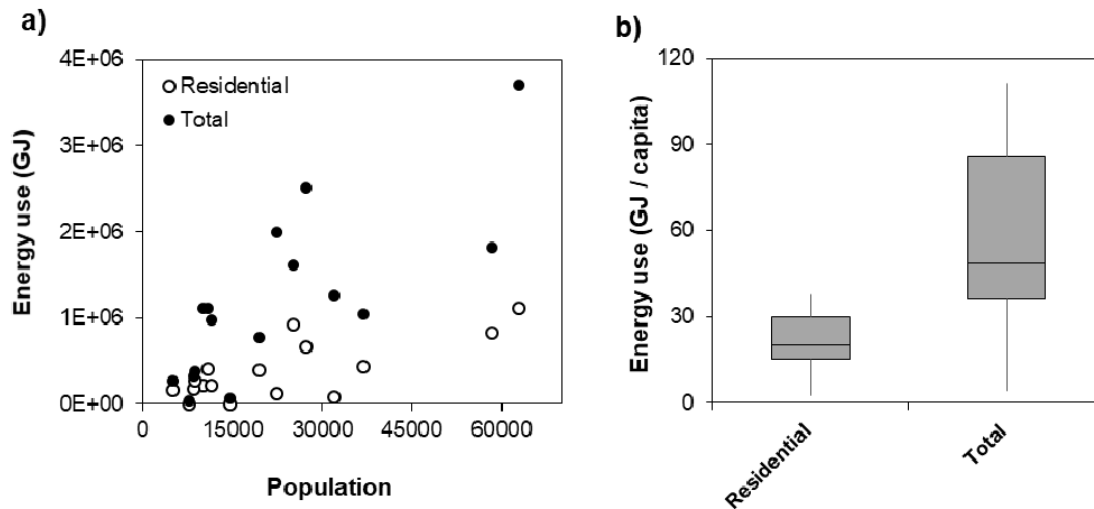 a)
4E+06
3E+06
2E+06
1E+06
0E+00
Energy use (GJ)
Residential
Total
0 15000 30000 45000 60000
Population
b)
120
90
60
30
0
Energy use (GJ / capita)
Residential
Total